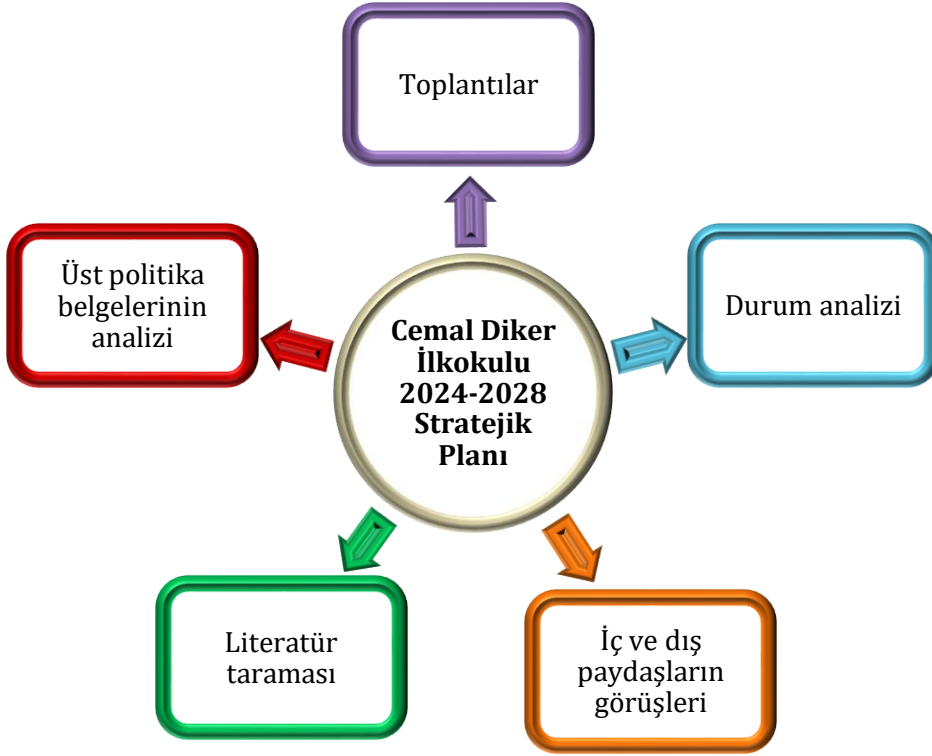 Toplantılar
Üst politika
belgelerinin
analizi
Durum analizi
Cemal Diker
İlkokulu
2024-2028
Stratejik
Planı
Literatür
taraması
İç ve dış
paydaşların
görüşleri